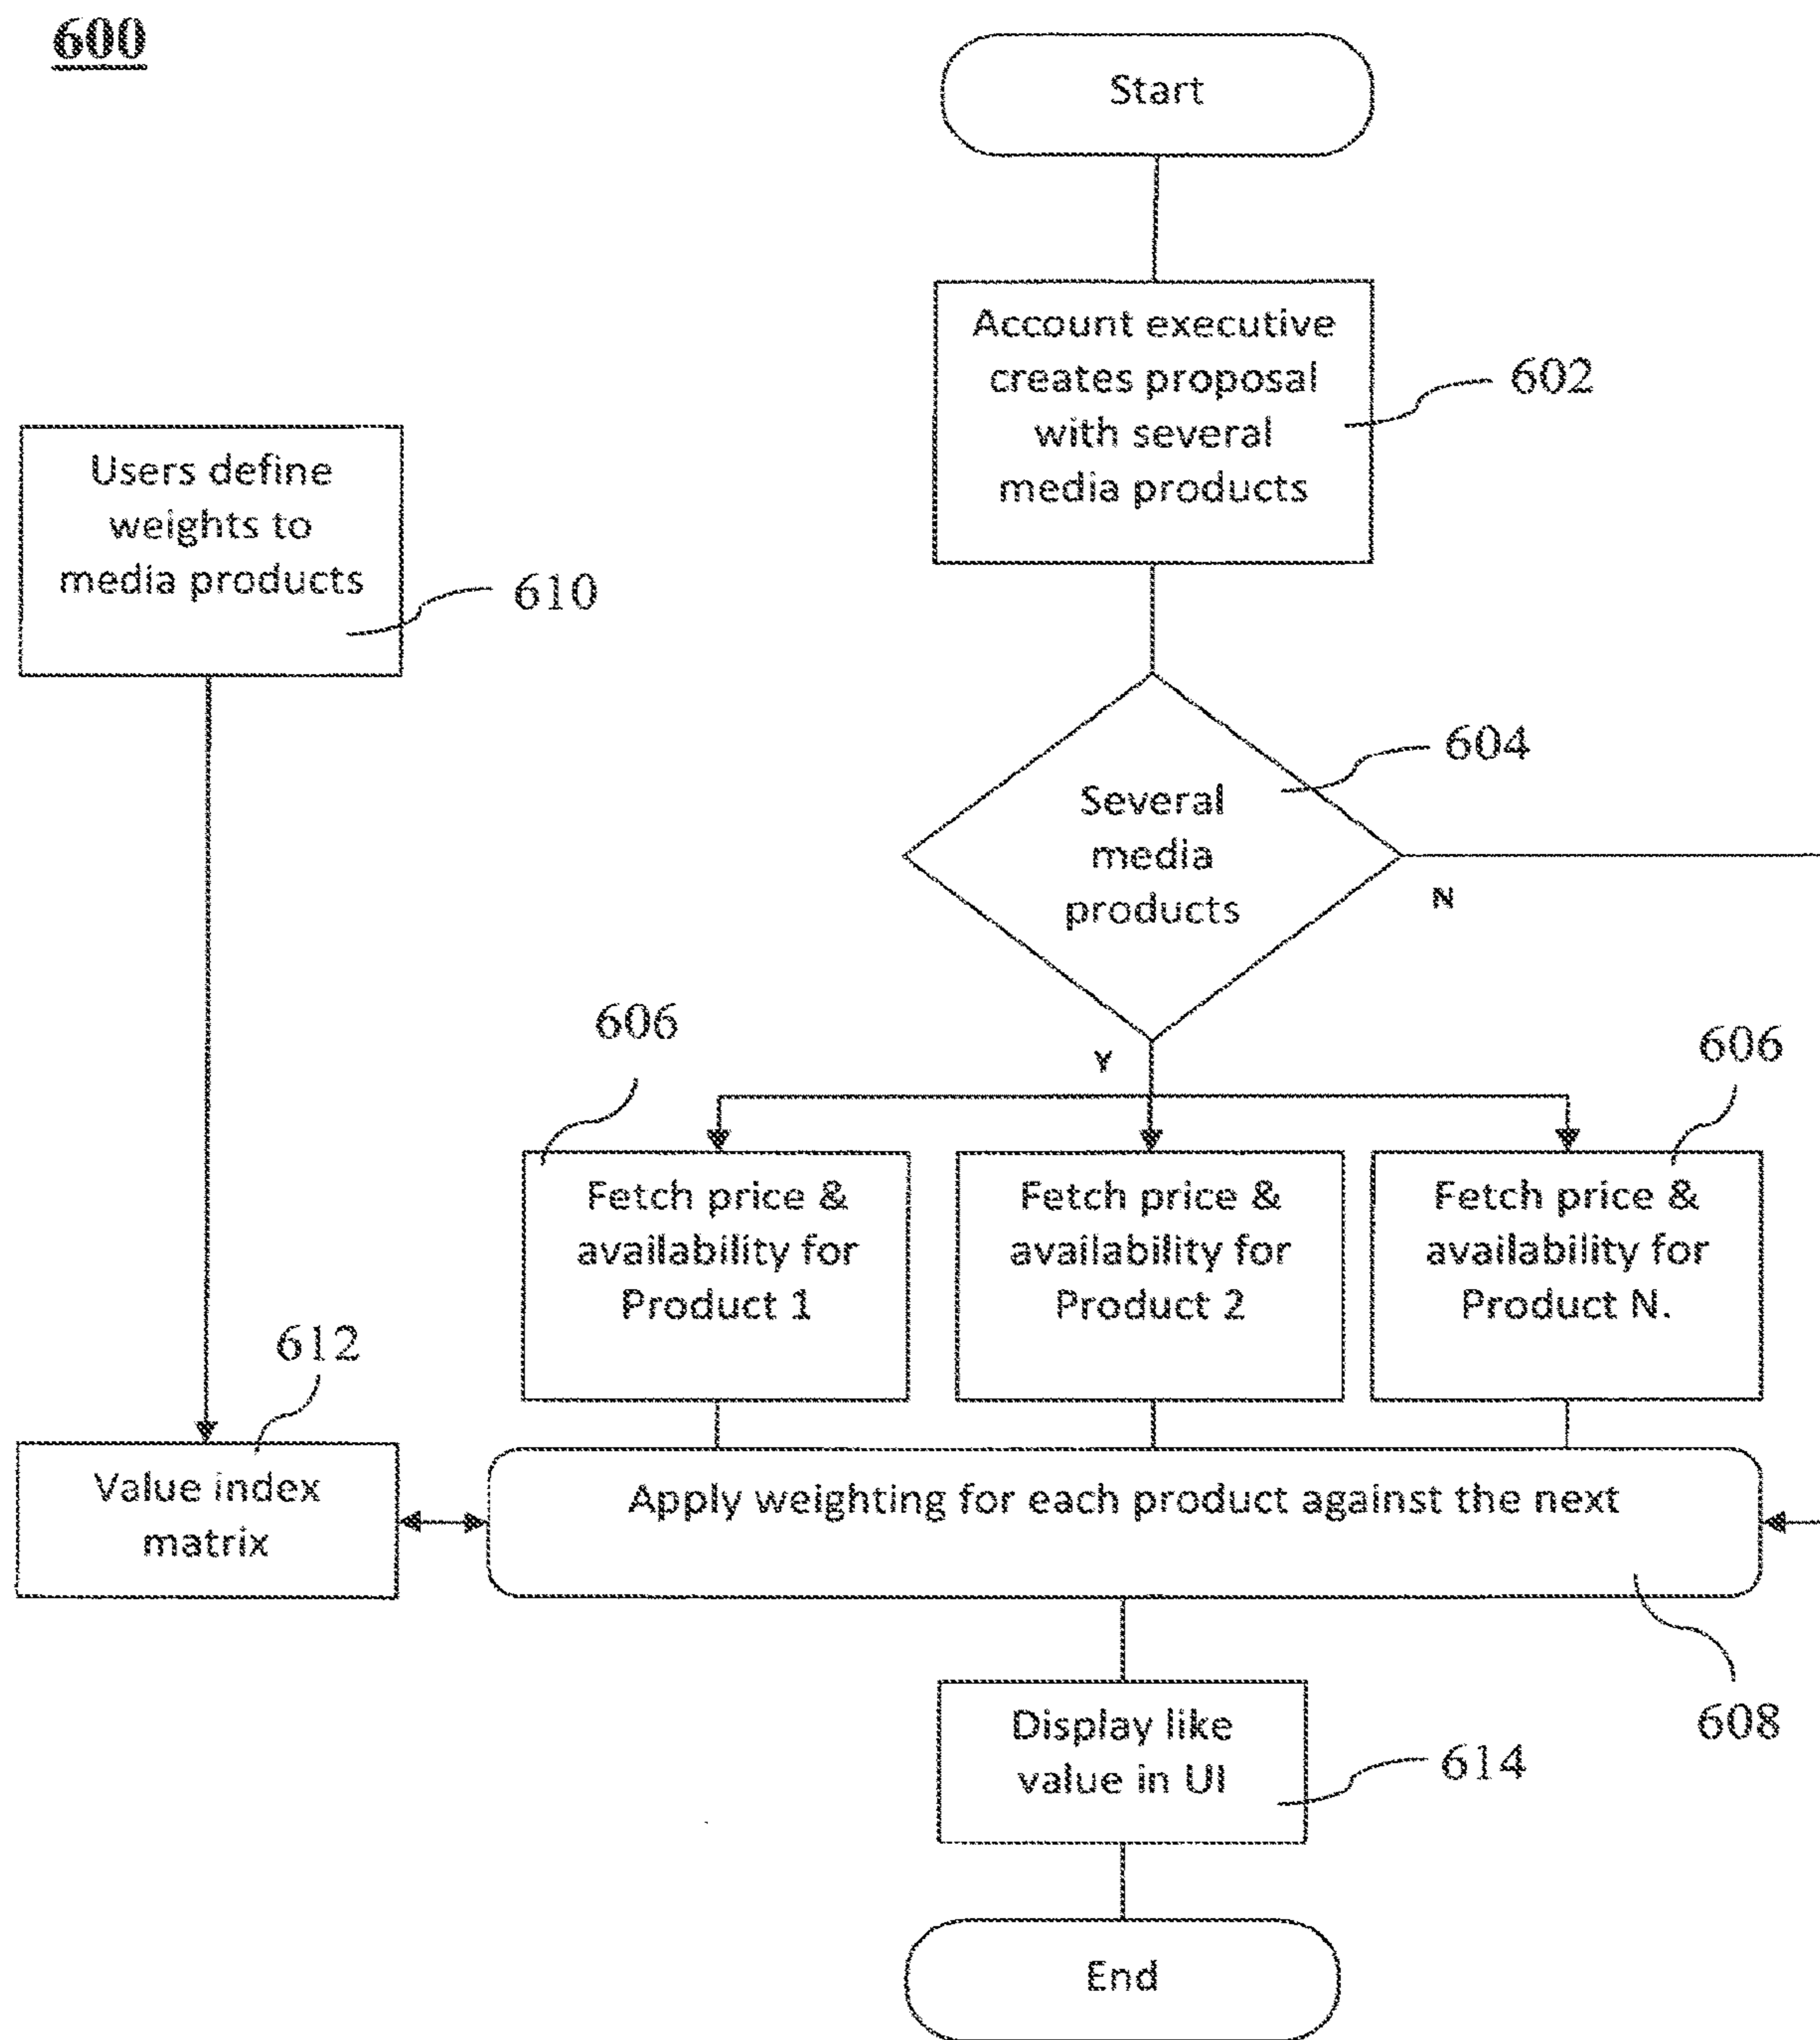 600
Start
Account executive
creates proposal
with several
media products
602
Users define
weights to
media products
610
604
Several
media
products
N
Y
606
606
Fetch price &
availability for
Product 1
Fetch price &
availability for
Product 2
Fetch price &
availability for
Product N.
612
Value index
matrix
Apply weighting for each product against the next
608
Display like
value in UI
614
End